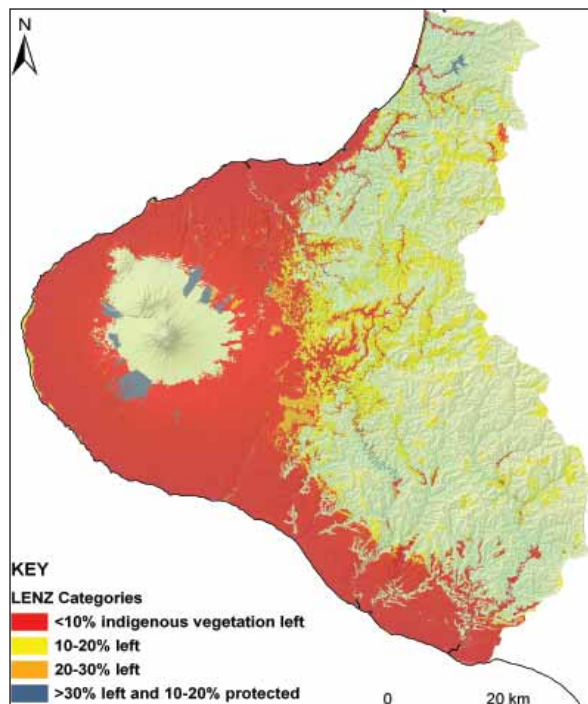 N
KEY
LENZ Categories
<10% indigenous vegetation left
10-20% left
20-30% left
>30% left and 10-20% protected
0 20 km